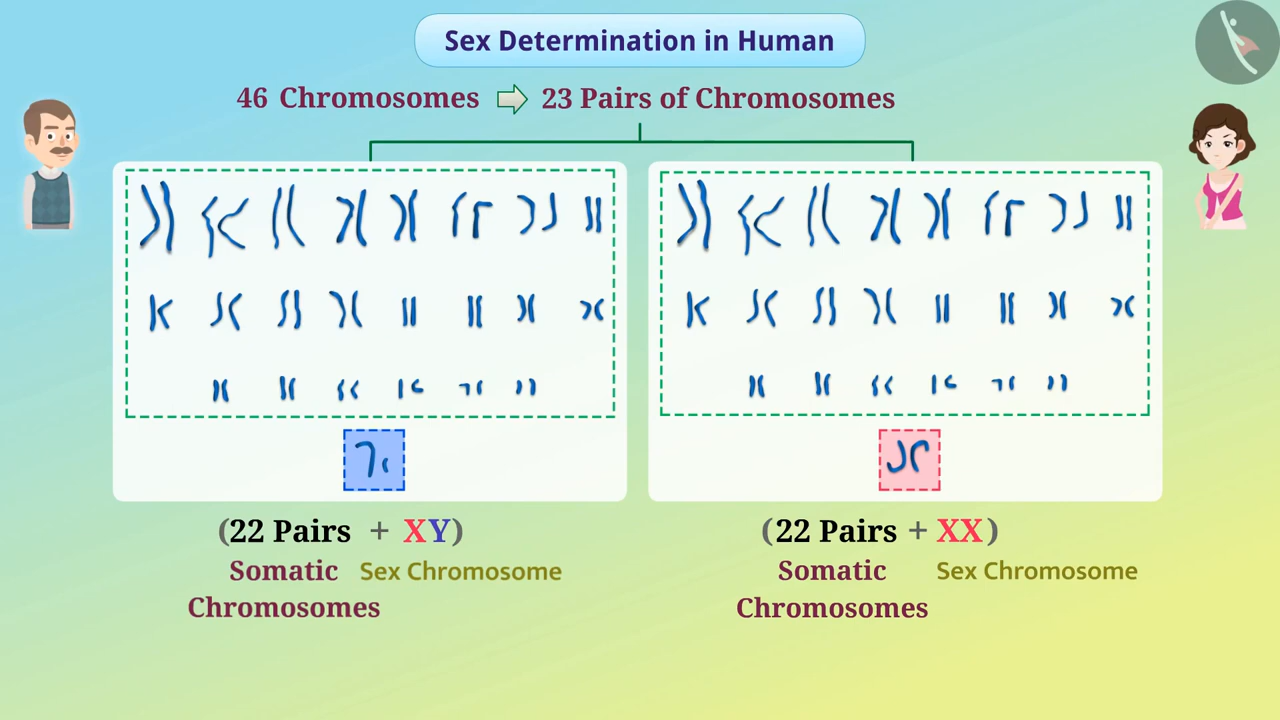 Sex Determination in Human
46 Chromosomes 23 Pairs of Chromosomes
(22 Pairs + XY)
Somatic Sex Chromosome
Chromosomes
(22 Pairs + XX)
Somatic Sex Chromosome
Chromosomes